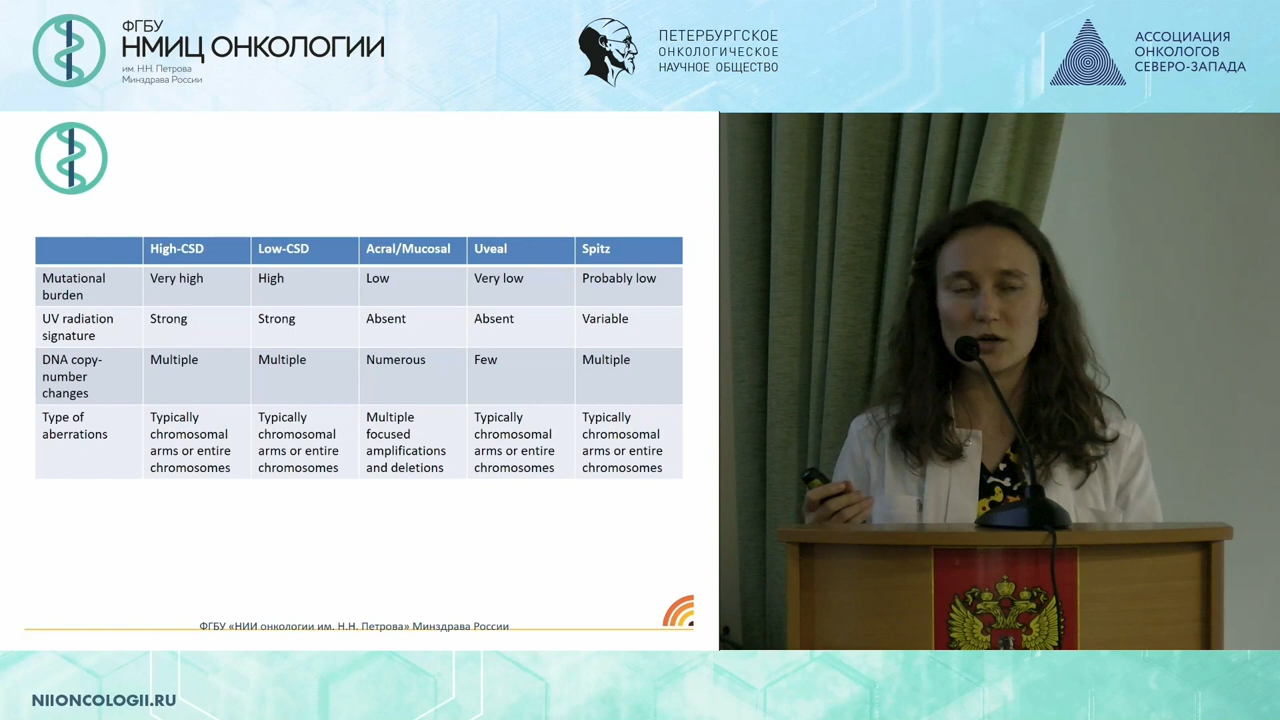 ФГБУ
НМИЦ ОНКОЛОГИИ
им. Н.Н. Петрова
Минздрава России
ПЕТЕРБУРГСКОЕ
ОНКОЛОГИЧЕСКОЕ
НАУЧНОЕ ОБЩЕСТВО
АССОЦИАЦИЯ
ОНКОЛОГОВ
СЕВЕРО-ЗАПАДА
High-CSD Low-CSD Acral/Mucosal Uveal Spitz
Mutational burden Very high High Low Very low Probably low
UV radiation signature Strong Strong Absent Absent Variable
DNA copy-number changes Multiple Multiple Numerous Few Multiple
Type of aberrations Typically chromosomal arms or entire chromosomes Typically chromosomal arms or entire chromosomes Multiple focused amplifications and deletions Typically chromosomal arms or entire chromosomes Typically chromosomal arms or entire chromosomes
ФГБУ «НИИ онкологии им. Н.Н. Петрова» Минздрава России
NIIONCOLOGII.RU